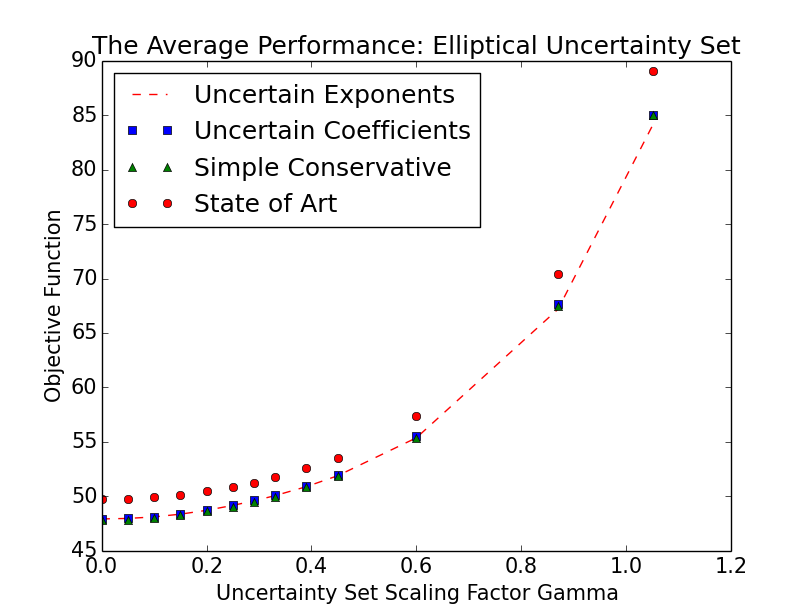 The Average Performance: Elliptical Uncertainty Set
90
85
80
75
70
65
60
55
50
45
Objective Function
Uncertain Exponents
Uncertain Coefficients
Simple Conservative
State of Art
0.0 0.2 0.4 0.6 0.8 1.0 1.2
Uncertainty Set Scaling Factor Gamma